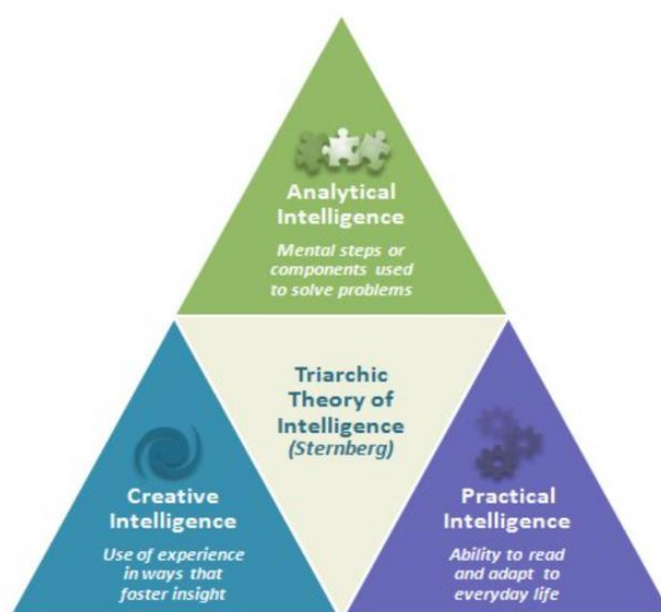 Analytical
Intelligence
Mental steps or
components used
to solve problems
Triarchic
Theory of
Intelligence
(Sternberg)
Creative
Intelligence
Use of experience
in ways that
foster insight
Practical
Intelligence
Ability to read
and adapt to
everyday life